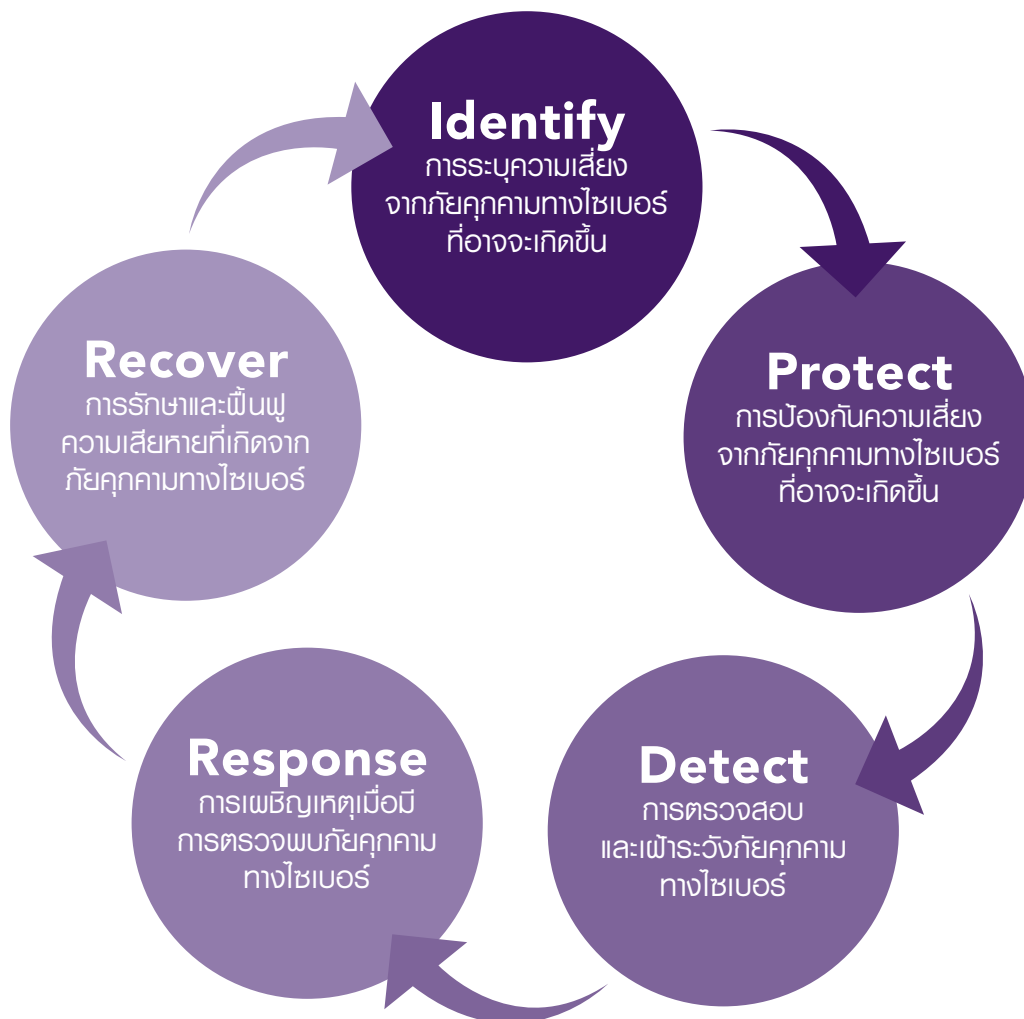 Identify
การระบุความเสี่ยง
จากภัยคุกคามทางไซเบอร์
ที่อาจจะเกิดขึ้น
Protect
การป้องกันความเสี่ยง
จากภัยคุกคามทางไซเบอร์
ที่อาจจะเกิดขึ้น
Detect
การตรวจสอบ
และเฝ้าระวังภัยคุกคาม
ทางไซเบอร์
Response
การเผชิญเหตุเมื่อมี
การตรวจพบภัยคุกคาม
ทางไซเบอร์
Recover
การรักษาและฟื้นฟู
ความเสียหายที่เกิดจาก
ภัยคุกคามทางไซเบอร์